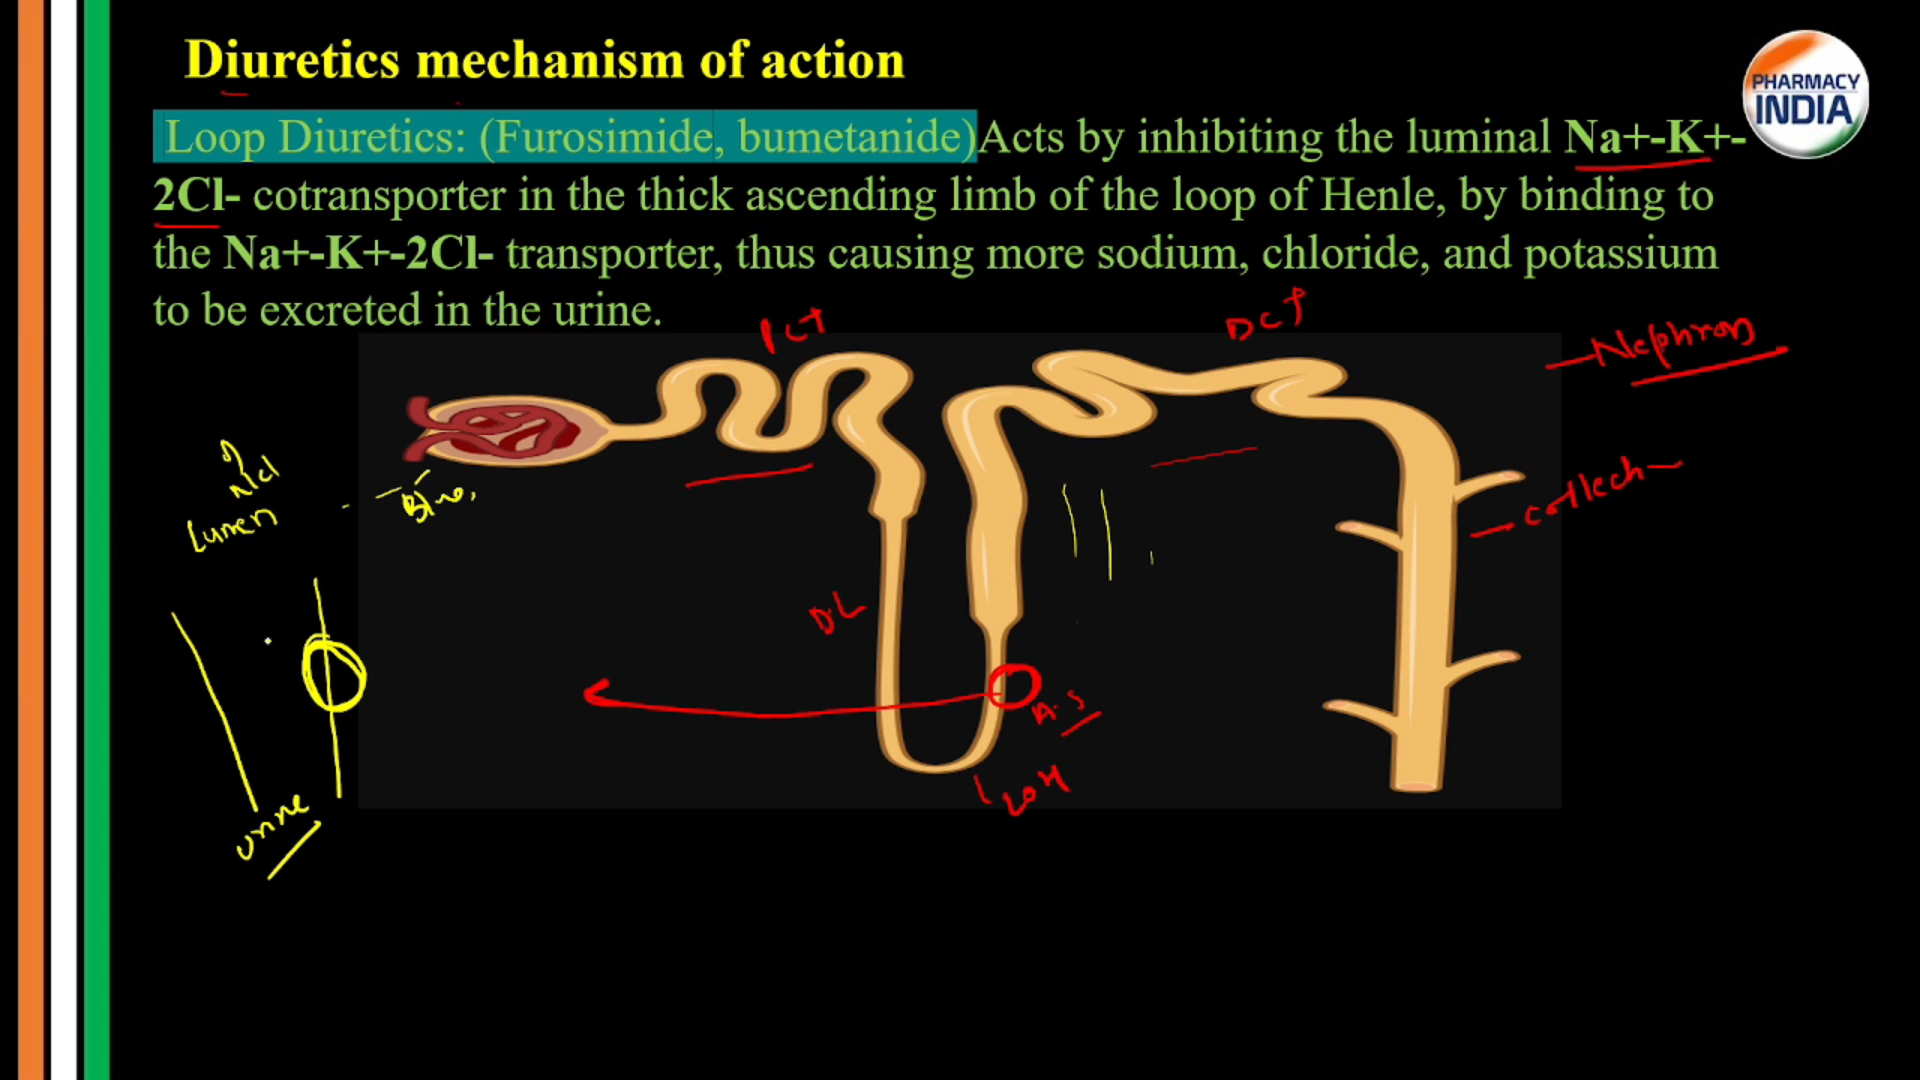 Diuretics mechanism of action
PHARMACY
INDIA
Loop Diuretics: (Furosimide, bumetanide)Acts by inhibiting the luminal Na+-K+-
2Cl- cotransporter in the thick ascending limb of the loop of Henle, by binding to
the Na+-K+-2Cl- transporter, thus causing more sodium, chloride, and potassium
to be excreted in the urine.
PCT
DCT
Nephron
Lumen
collech
DL
A.S
LOH
urine